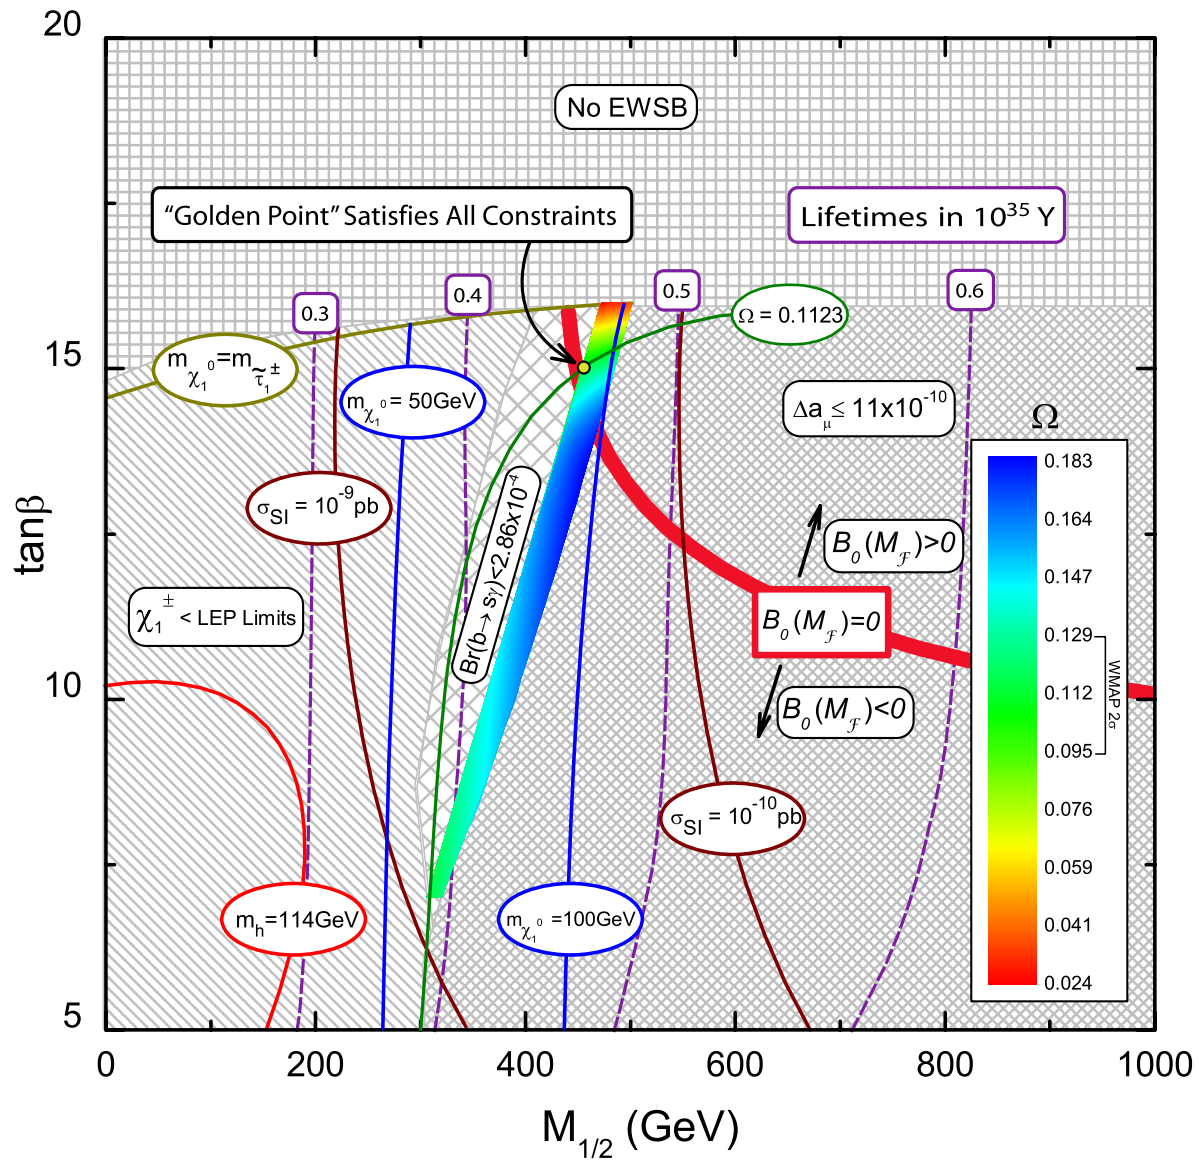 20
No EWSB
"Golden Point" Satisfies All Constraints
Lifetimes in 10³⁵ Y
0.3
0.4
0.5
0.6
Ω = 0.1123
15
m_χ₁⁰=m_τ̃₁±
m_χ₁⁰ = 50GeV
Δa_μ ≤ 11x10⁻¹⁰
Ω
σ_SI = 10⁻⁹pb
Br(b→sγ)<2.86x10⁻⁴
B₀(M_ℱ)>0
B₀(M_ℱ)=0
B₀(M_ℱ)<0
χ₁± < LEP Limits
10
σ_SI = 10⁻¹⁰pb
m_h=114GeV
m_χ₁⁰=100GeV
0.183
0.164
0.147
0.129
0.112
0.095
0.076
0.059
0.041
0.024
WMAP 2σ
tanβ
5
0
200
400
600
800
1000
M_1/2 (GeV)